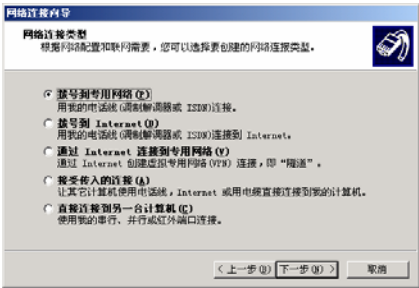 网络连接向导
网络连接类型
根据网络配置和联网需要，您可以选择要创建的网络连接类型。
拨号到专用网络(P)
用我的电话线(调制解调器或 ISDN)连接。
拨号到 Internet(D)
用我的电话线(调制解调器或 ISDN)连接到 Internet。
通过 Internet 连接到专用网络(V)
通过 Internet 创建虚拟专用网络(VPN) 连接，即“隧道”。
接受传入的连接(A)
让其它计算机使用电话线，Internet 或用电缆直接连接到我的计算机。
直接连接到另一台计算机(C)
使用我的串行、并行或红外端口连接。
< 上一步(B) 下一步(N) > 取消